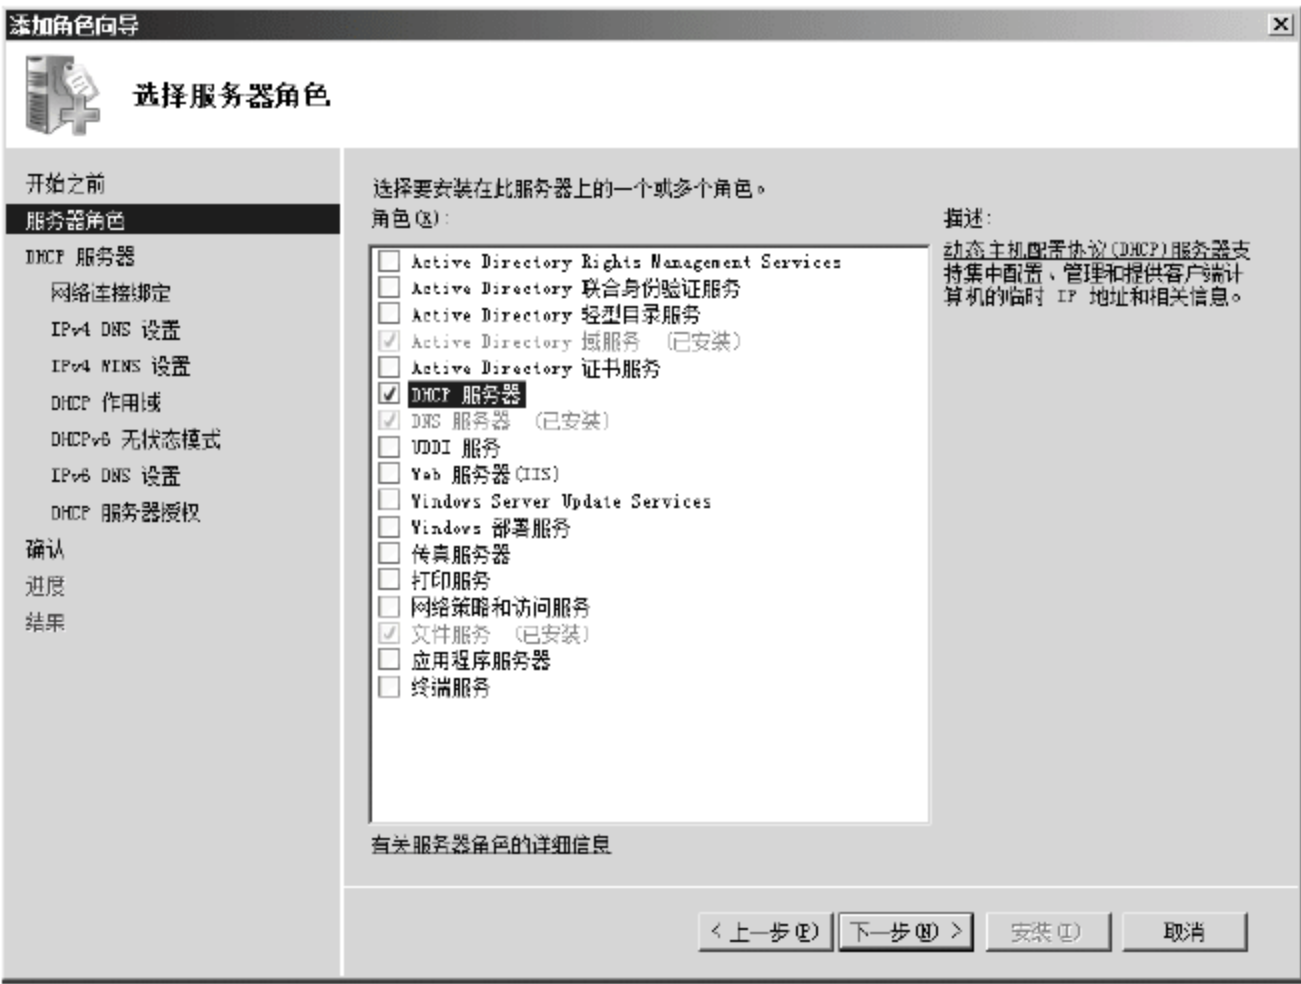 添加角色向导
选择服务器角色
开始之前
服务器角色
DHCP 服务器
网络连接绑定
IPv4 DNS 设置
IPv4 WINS 设置
DHCP 作用域
DHCPv6 无状态模式
IPv6 DNS 设置
DHCP 服务器授权
确认
进度
结果
选择要安装在此服务器上的一个或多个角色。
角色(R):
Active Directory Rights Management Services
Active Directory 联合身份验证服务
Active Directory 轻型目录服务
Active Directory 域服务 (已安装)
Active Directory 证书服务
DHCP 服务器
DNS 服务器 (已安装)
UDDI 服务
Web 服务器(IIS)
Windows Server Update Services
Windows 部署服务
传真服务器
打印服务
网络策略和访问服务
文件服务 (已安装)
应用程序服务器
终端服务
有关服务器角色的详细信息
描述:
动态主机配置协议(DHCP)服务器支
持集中配置、管理和提供客户端计
算机的临时 IP 地址和相关信息。
< 上一步(P)
下一步(N) >
安装(I)
取消